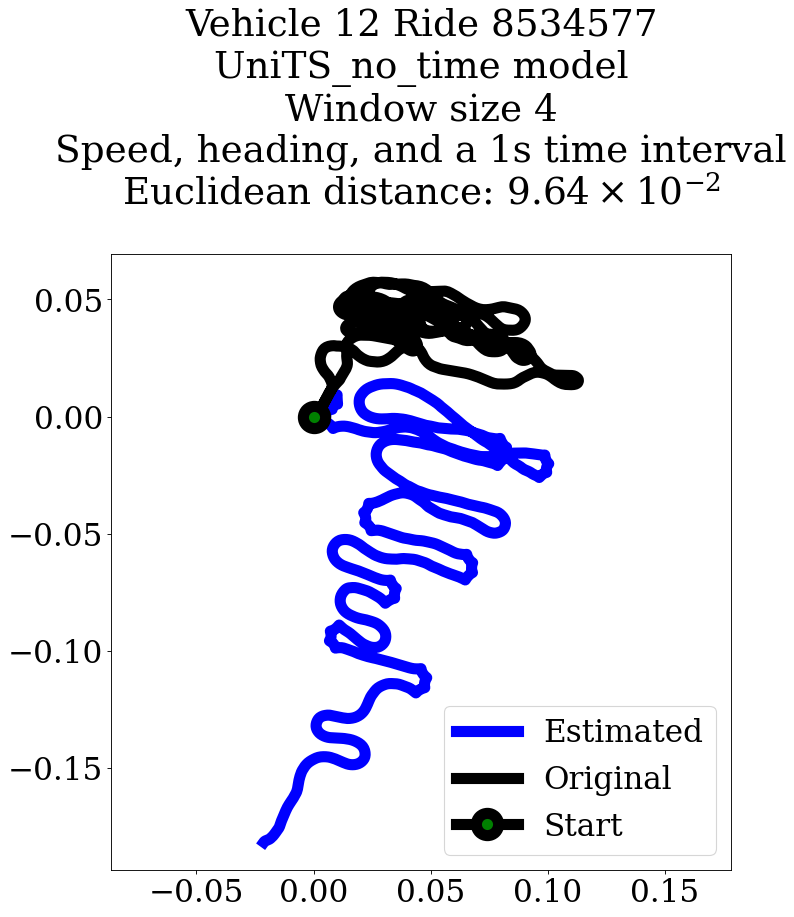 Vehicle 12 Ride 8534577
UniTS_no_time model
Window size 4
Speed, heading, and a 1s time interval
Euclidean distance: 9.64 × 10⁻²
0.05
0.00
−0.05
−0.10
−0.15
Estimated
Original
Start
−0.05 0.00 0.05 0.10 0.15